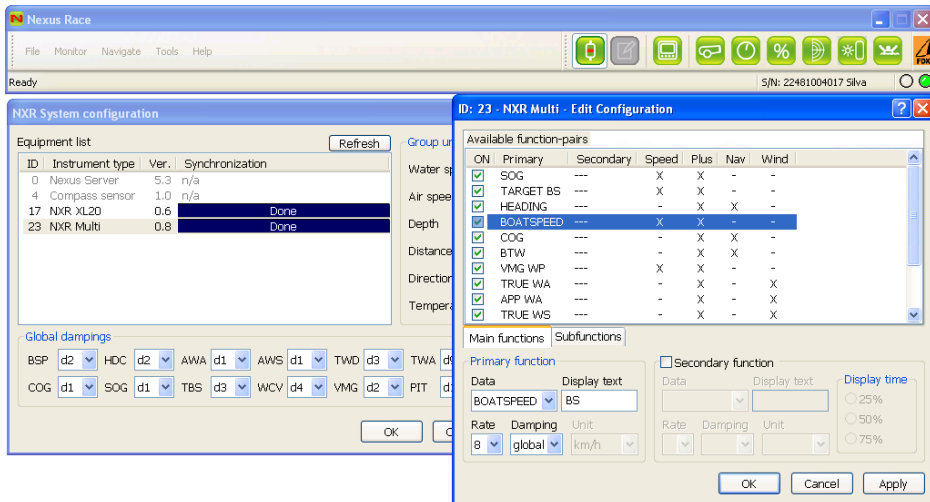 Nexus Race
File Monitor Navigate Tools Help
%
FDX
Ready S/N: 22481004017 Silva
NXR System configuration
Equipment list Refresh
ID Instrument type Ver. Synchronization
0 Nexus Server 5.3 n/a
4 Compass sensor 1.0 n/a
17 NXR XL20 0.6 Done
23 NXR Multi 0.8 Done
Group un
Water sp
Air spee
Depth
Distance
Direction
Tempera
Global dampings
BSP d2 HDC d2 AWA d1 AWS d1 TWD d3 TWA d9
COG d1 SOG d1 TBS d3 WCV d4 VMG d2 PIT d1
OK C
ID: 23 - NXR Multi - Edit Configuration
Available function-pairs
ON Primary Secondary Speed Plus Nav Wind
SOG --- X X - -
TARGET BS --- X X - -
HEADING --- - X X -
BOATSPEED --- X X - -
COG --- - X X -
BTW --- - X X -
VMG WP --- X X - -
TRUE WA --- - X - X
APP WA --- - X - X
TRUE WS --- - X - X
Main functions Subfunctions
Primary function
Data Display text
BOATSPEED BS
Rate Damping Unit
8 global km/h
Secondary function
Data Display text
Rate Damping Unit
Display time
25%
50%
75%
OK Cancel Apply